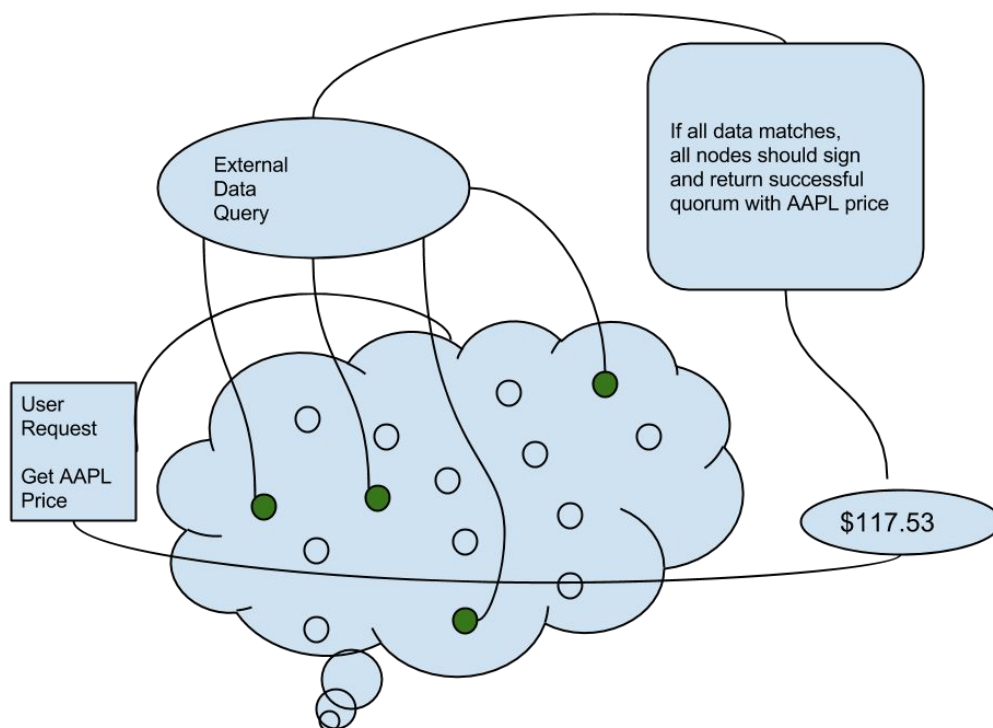 External
Data
Query
If all data matches,
all nodes should sign
and return successful
quorum with AAPL price
User
Request
Get AAPL
Price
$117.53